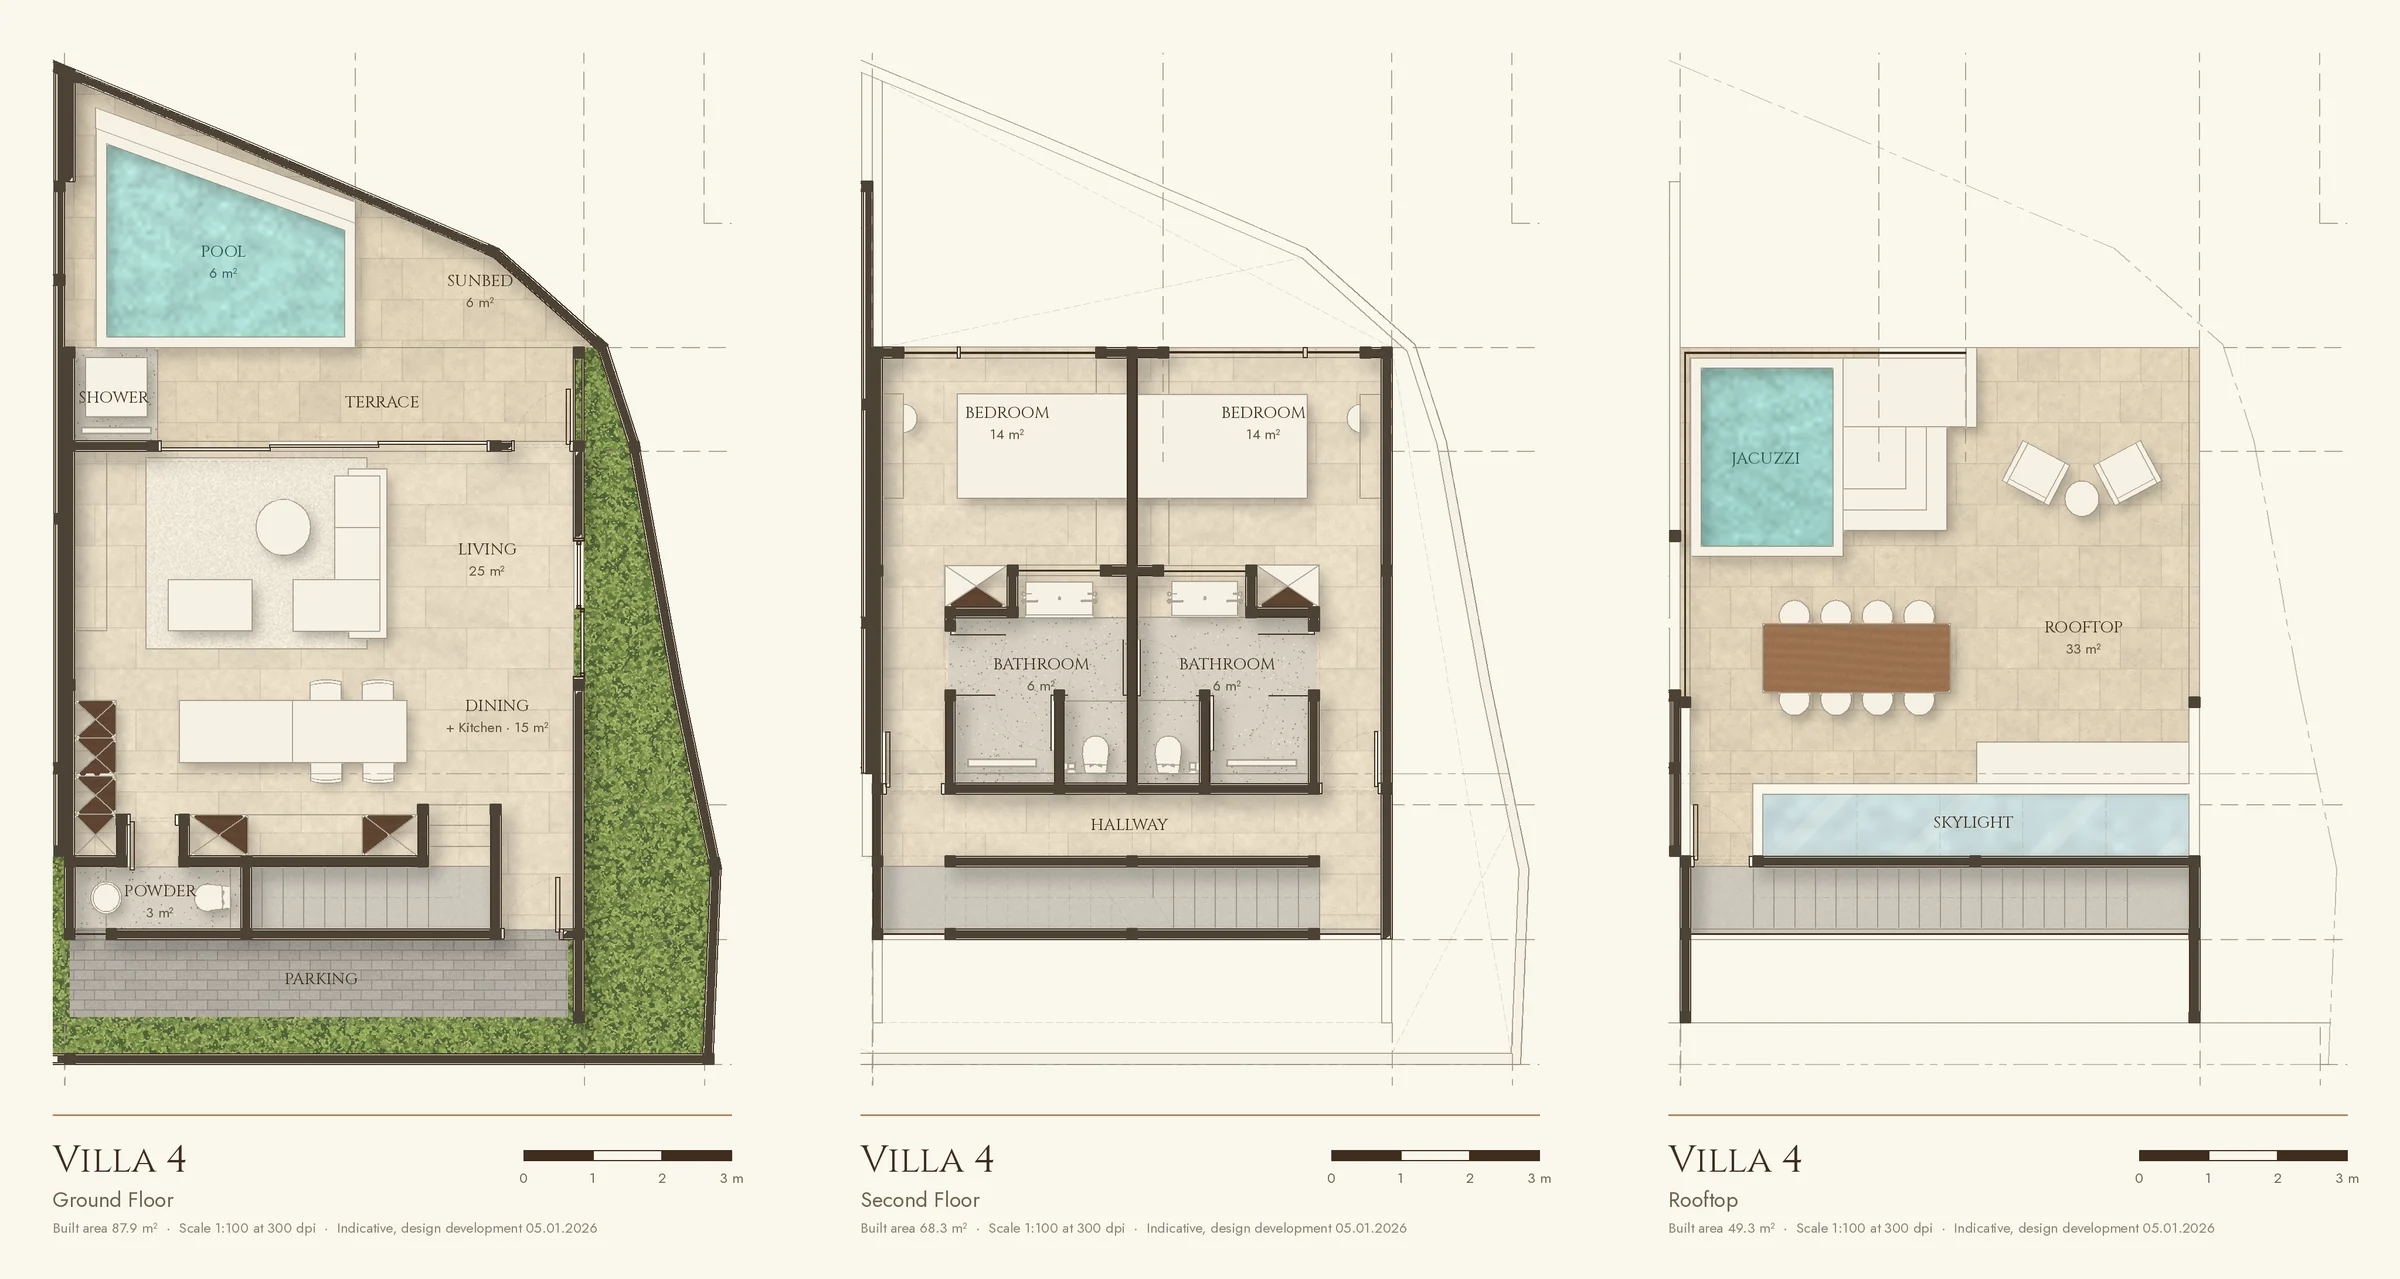 POOL
6 m²
SUNBED
6 m²
SHOWER
TERRACE
LIVING
25 m²
DINING
+ Kitchen · 15 m²
POWDER
3 m²
PARKING
VILLA 4
Ground Floor
Built area 87.9 m² · Scale 1:100 at 300 dpi · Indicative, design development 05.01.2026
0 1 2 3 m
BEDROOM
14 m²
BEDROOM
14 m²
BATHROOM
6 m²
BATHROOM
6 m²
HALLWAY
VILLA 4
Second Floor
Built area 68.3 m² · Scale 1:100 at 300 dpi · Indicative, design development 05.01.2026
0 1 2 3 m
JACUZZI
ROOFTOP
33 m²
SKYLIGHT
VILLA 4
Rooftop
Built area 49.3 m² · Scale 1:100 at 300 dpi · Indicative, design development 05.01.2026
0 1 2 3 m